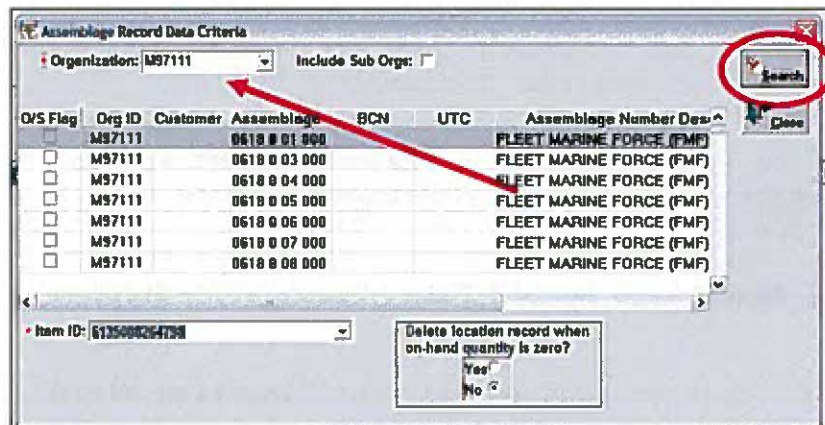 Assemblage Record Data Criteria
* Organization: M97111 Include Sub Orgs:
Search
Close
O/S Flag Org ID Customer Assemblage BCN UTC Assemblage Number Des
M97111 0618 0 01 000 FLEET MARINE FORCE (FMF)
M97111 0618 0 03 000 FLEET MARINE FORCE (FMF)
M97111 0618 0 04 000 FLEET MARINE FORCE (FMF)
M97111 0618 0 05 000 FLEET MARINE FORCE (FMF)
M97111 0618 0 06 000 FLEET MARINE FORCE (FMF)
M97111 0618 0 07 000 FLEET MARINE FORCE (FMF)
M97111 0618 0 08 000 FLEET MARINE FORCE (FMF)
* Item ID:
Delete location record when
on-hand quantity is zero?
Yes
No